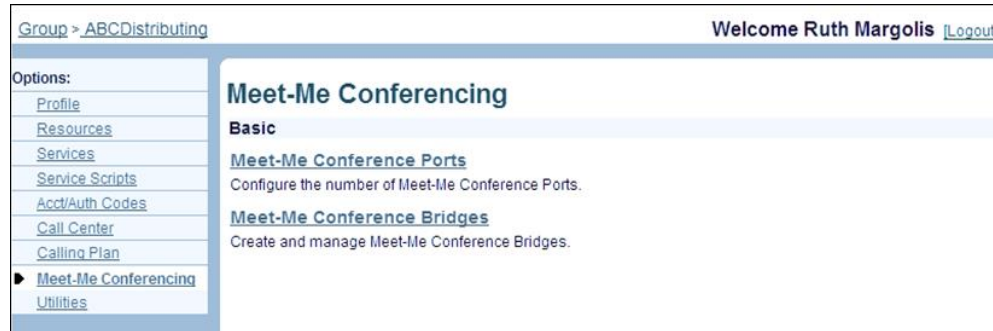 Group > ABCDistributing
Welcome Ruth Margolis [Logout
Options:
Profile
Resources
Services
Service Scripts
Acct/Auth Codes
Call Center
Calling Plan
Meet-Me Conferencing
Utilities
Meet-Me Conferencing
Basic
Meet-Me Conference Ports
Configure the number of Meet-Me Conference Ports.
Meet-Me Conference Bridges
Create and manage Meet-Me Conference Bridges.